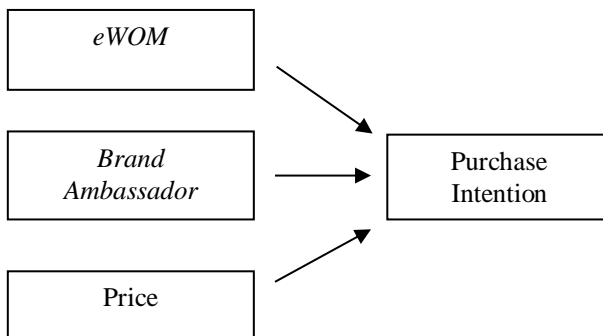 eWOM
Brand
Ambassador
Purchase
Intention
Price